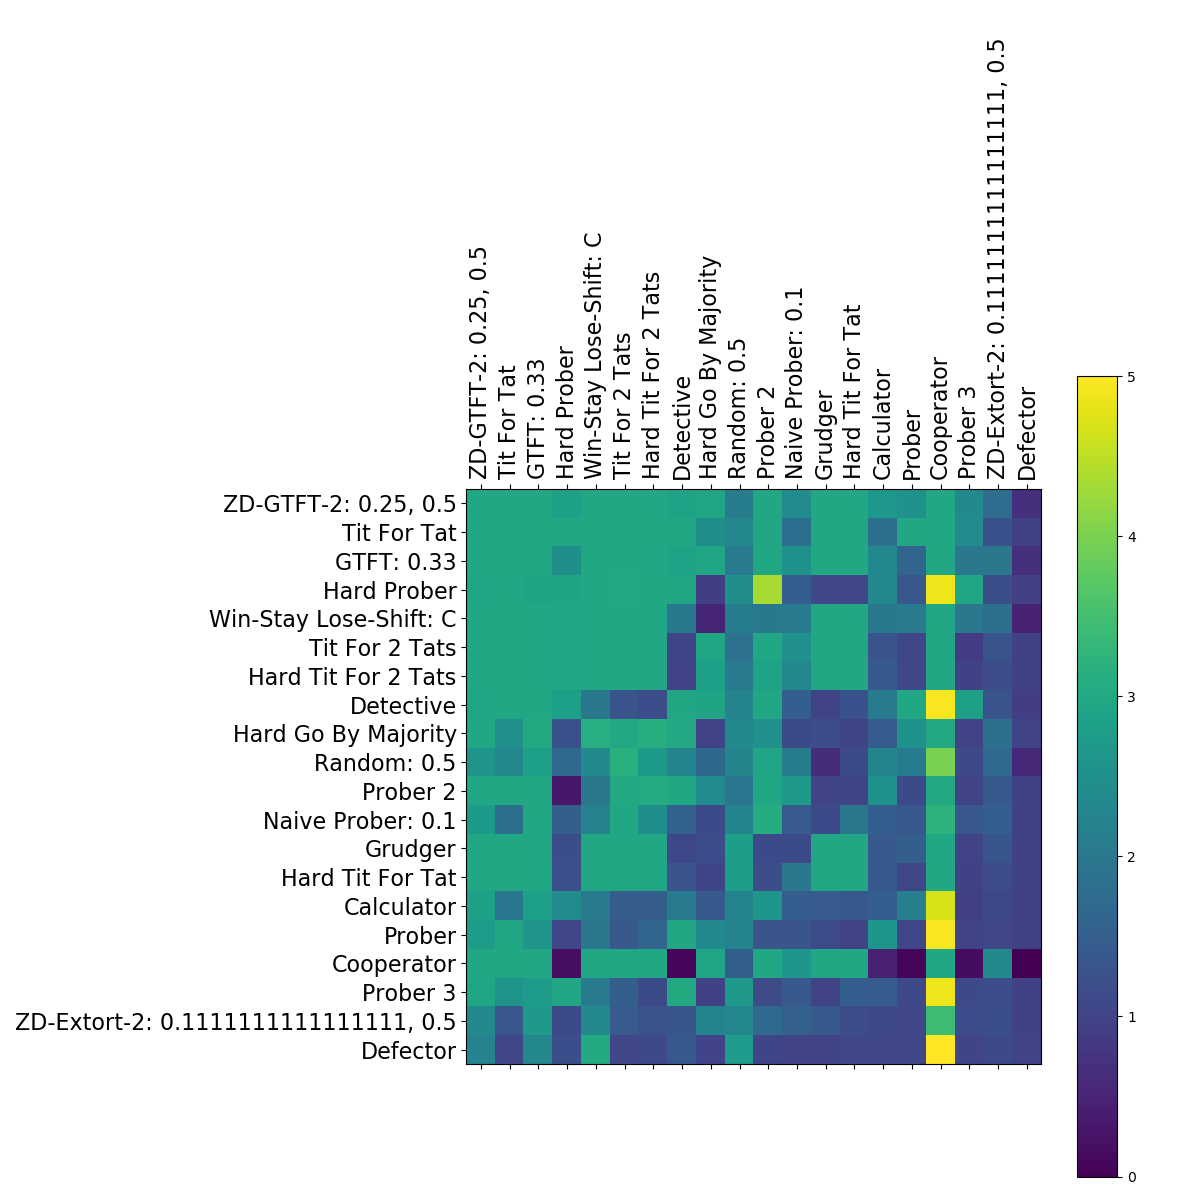 ZD-GTFT-2: 0.25, 0.5
Tit For Tat
GTFT: 0.33
Hard Prober
Win-Stay Lose-Shift: C
Tit For 2 Tats
Hard Tit For 2 Tats
Detective
Hard Go By Majority
Random: 0.5
Prober 2
Naive Prober: 0.1
Grudger
Hard Tit For Tat
Calculator
Prober
Cooperator
Prober 3
ZD-Extort-2: 0.1111111111111111, 0.5
Defector
ZD-GTFT-2: 0.25, 0.5
Tit For Tat
GTFT: 0.33
Hard Prober
Win-Stay Lose-Shift: C
Tit For 2 Tats
Hard Tit For 2 Tats
Detective
Hard Go By Majority
Random: 0.5
Prober 2
Naive Prober: 0.1
Grudger
Hard Tit For Tat
Calculator
Prober
Cooperator
Prober 3
ZD-Extort-2: 0.1111111111111111, 0.5
Defector
5
4
3
2
1
0